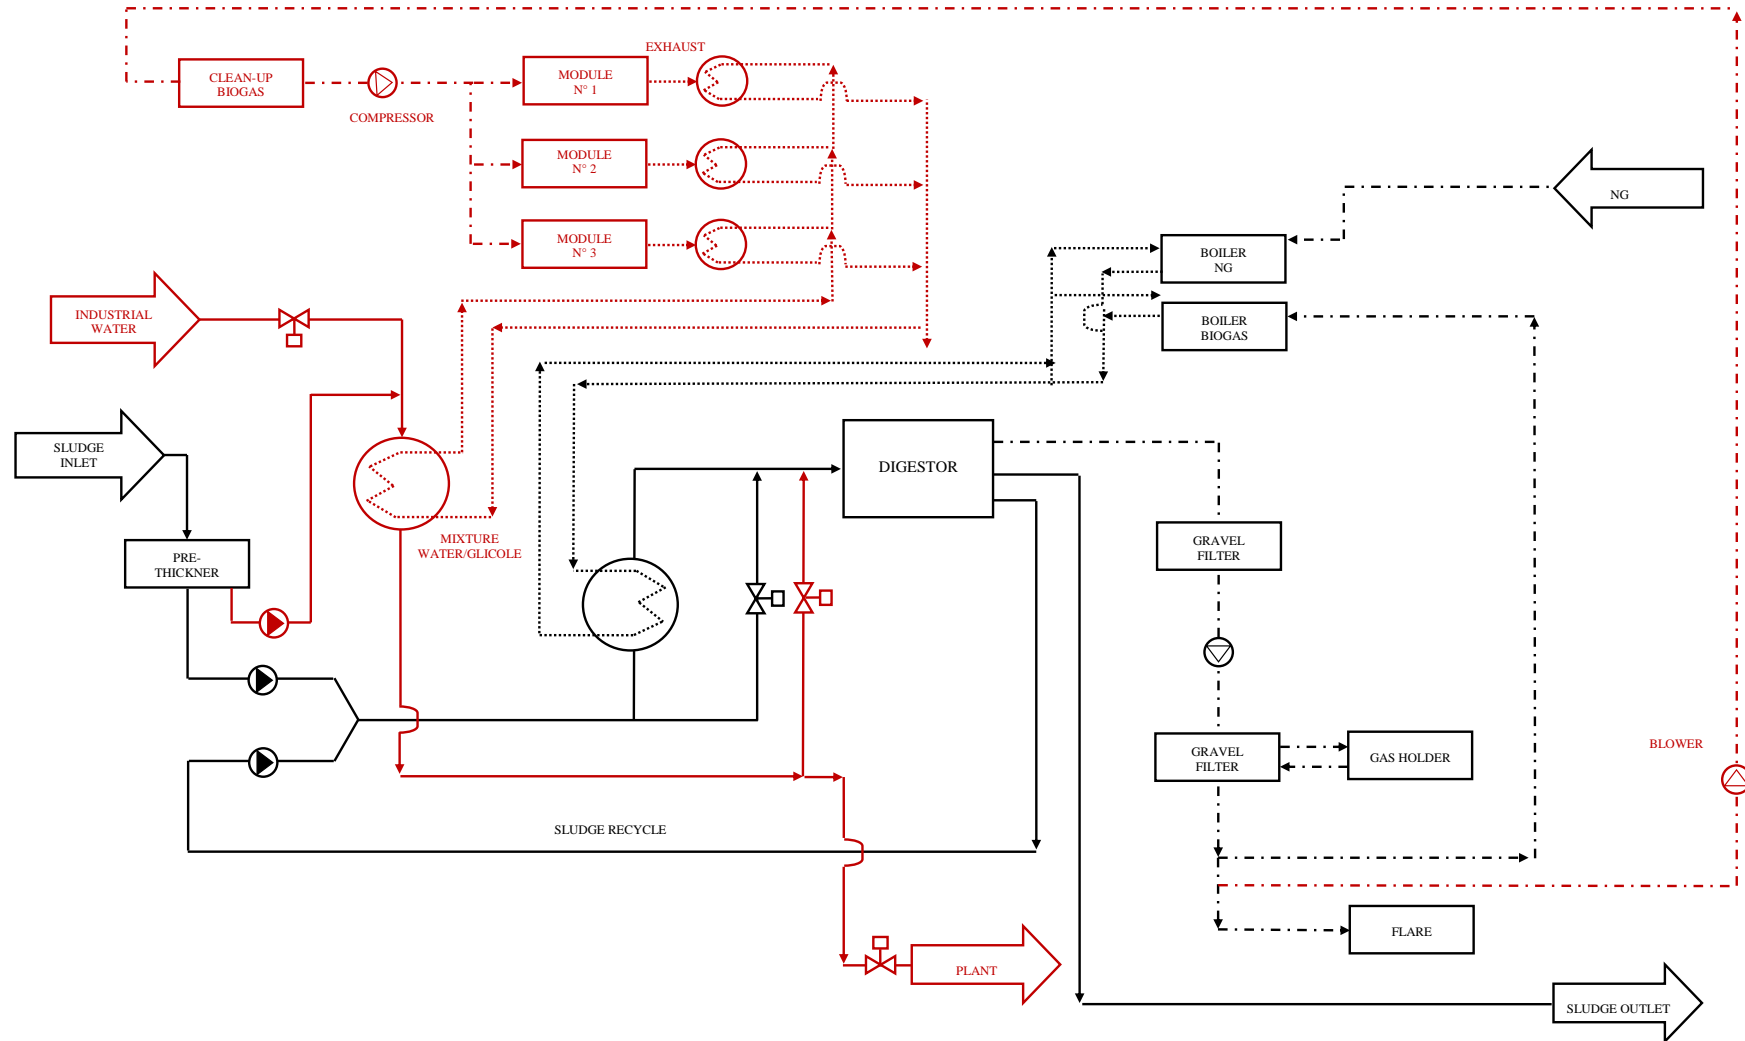 EXHAUST
CLEAN-UP
BIOGAS
COMPRESSOR
MODULE
N° 1
MODULE
N° 2
MODULE
N° 3
NG
BOILER
NG
BOILER
BIOGAS
INDUSTRIAL
WATER
SLUDGE
INLET
DIGESTOR
MIXTURE
WATER/GLICOLE
PRE-
THICKNER
GRAVEL
FILTER
GRAVEL
FILTER
GAS HOLDER
BLOWER
SLUDGE RECYCLE
FLARE
PLANT
SLUDGE OUTLET